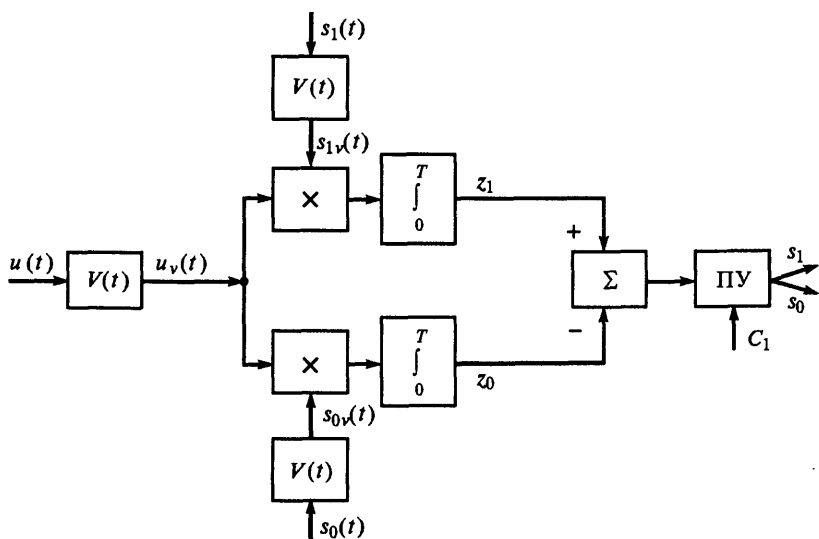 s₁(t)
V(t)
s₁ᵥ(t)
×
T
∫
0
z₁
+
u(t)
V(t)
uᵥ(t)
Σ
ПУ
s₁
s₀
C₁
−
×
T
∫
0
z₀
s₀ᵥ(t)
V(t)
s₀(t)